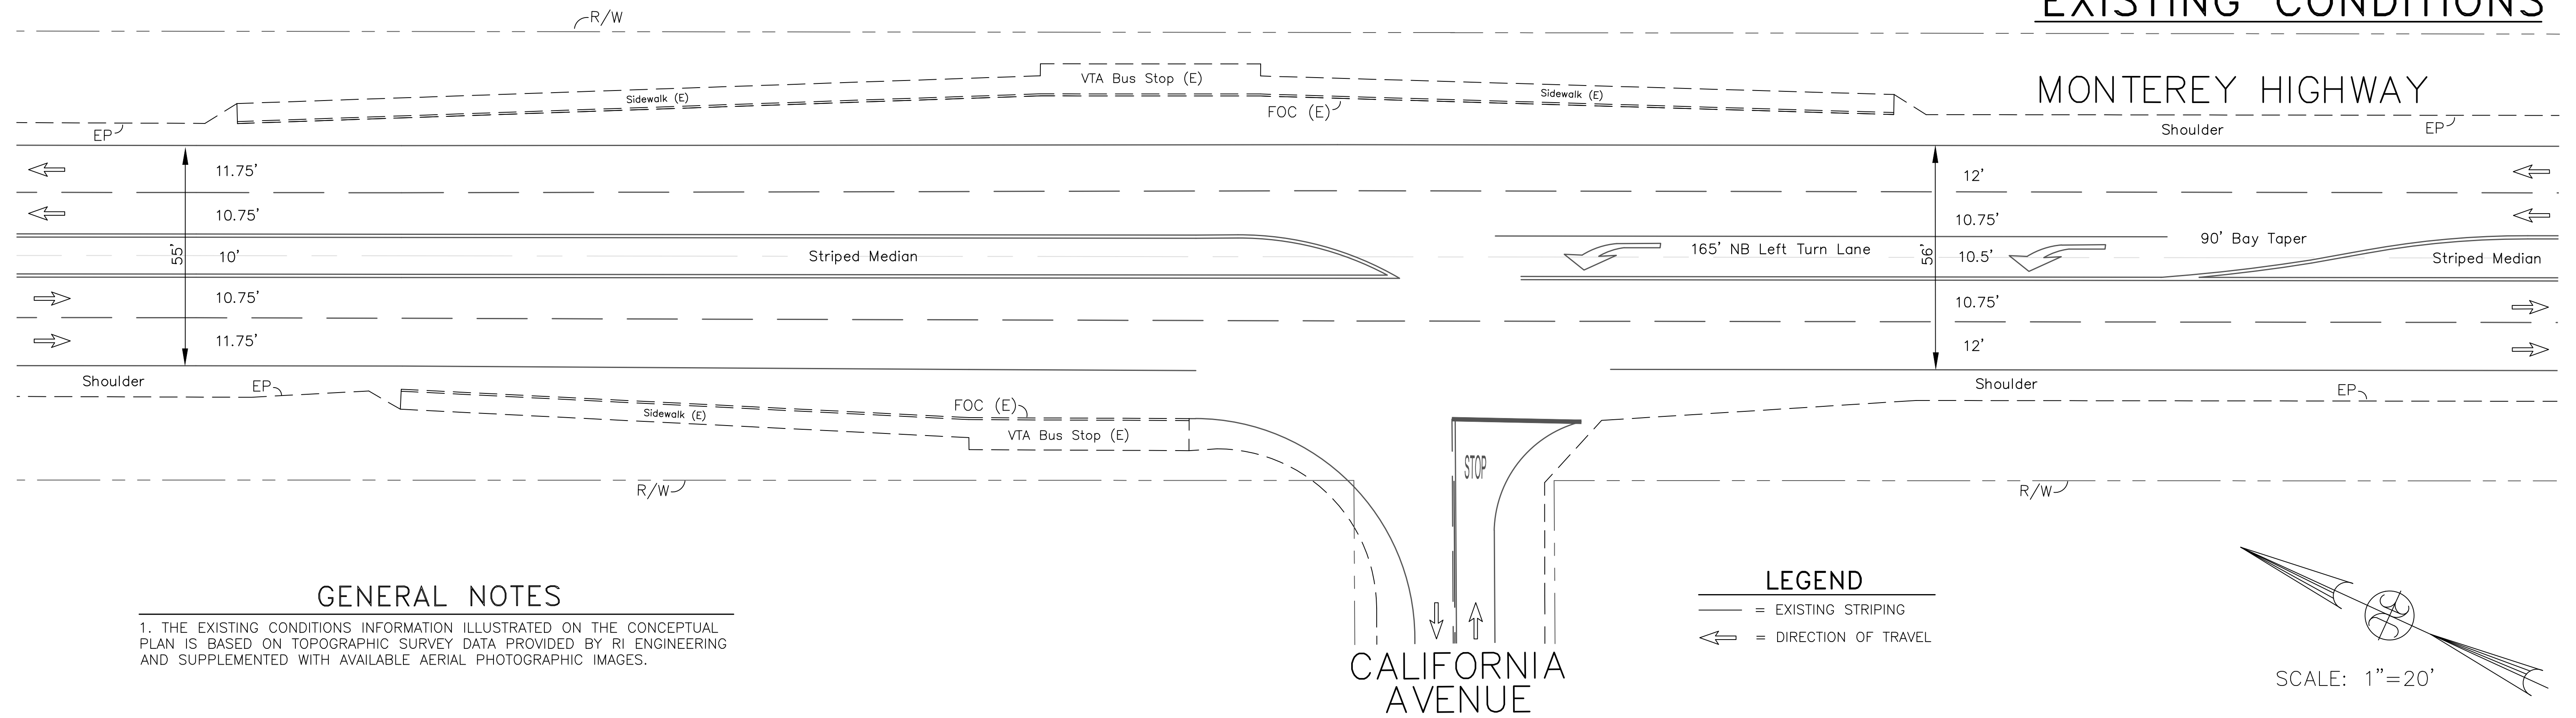 EXISTING CONDITIONS
R/W
MONTEREY HIGHWAY
VTA Bus Stop (E)
Sidewalk (E)
Sidewalk (E)
FOC (E)
EP
Shoulder
EP
11.75'
12'
10.75'
10.75'
55'
10'
Striped Median
165' NB Left Turn Lane
56'
10.5'
90' Bay Taper
Striped Median
10.75'
10.75'
11.75'
12'
Shoulder
EP
Shoulder
EP
FOC (E)
Sidewalk (E)
VTA Bus Stop (E)
STOP
R/W
R/W
GENERAL NOTES
1. THE EXISTING CONDITIONS INFORMATION ILLUSTRATED ON THE CONCEPTUAL
PLAN IS BASED ON TOPOGRAPHIC SURVEY DATA PROVIDED BY RI ENGINEERING
AND SUPPLEMENTED WITH AVAILABLE AERIAL PHOTOGRAPHIC IMAGES.
CALIFORNIA
AVENUE
LEGEND
= EXISTING STRIPING
= DIRECTION OF TRAVEL
SCALE: 1"=20'